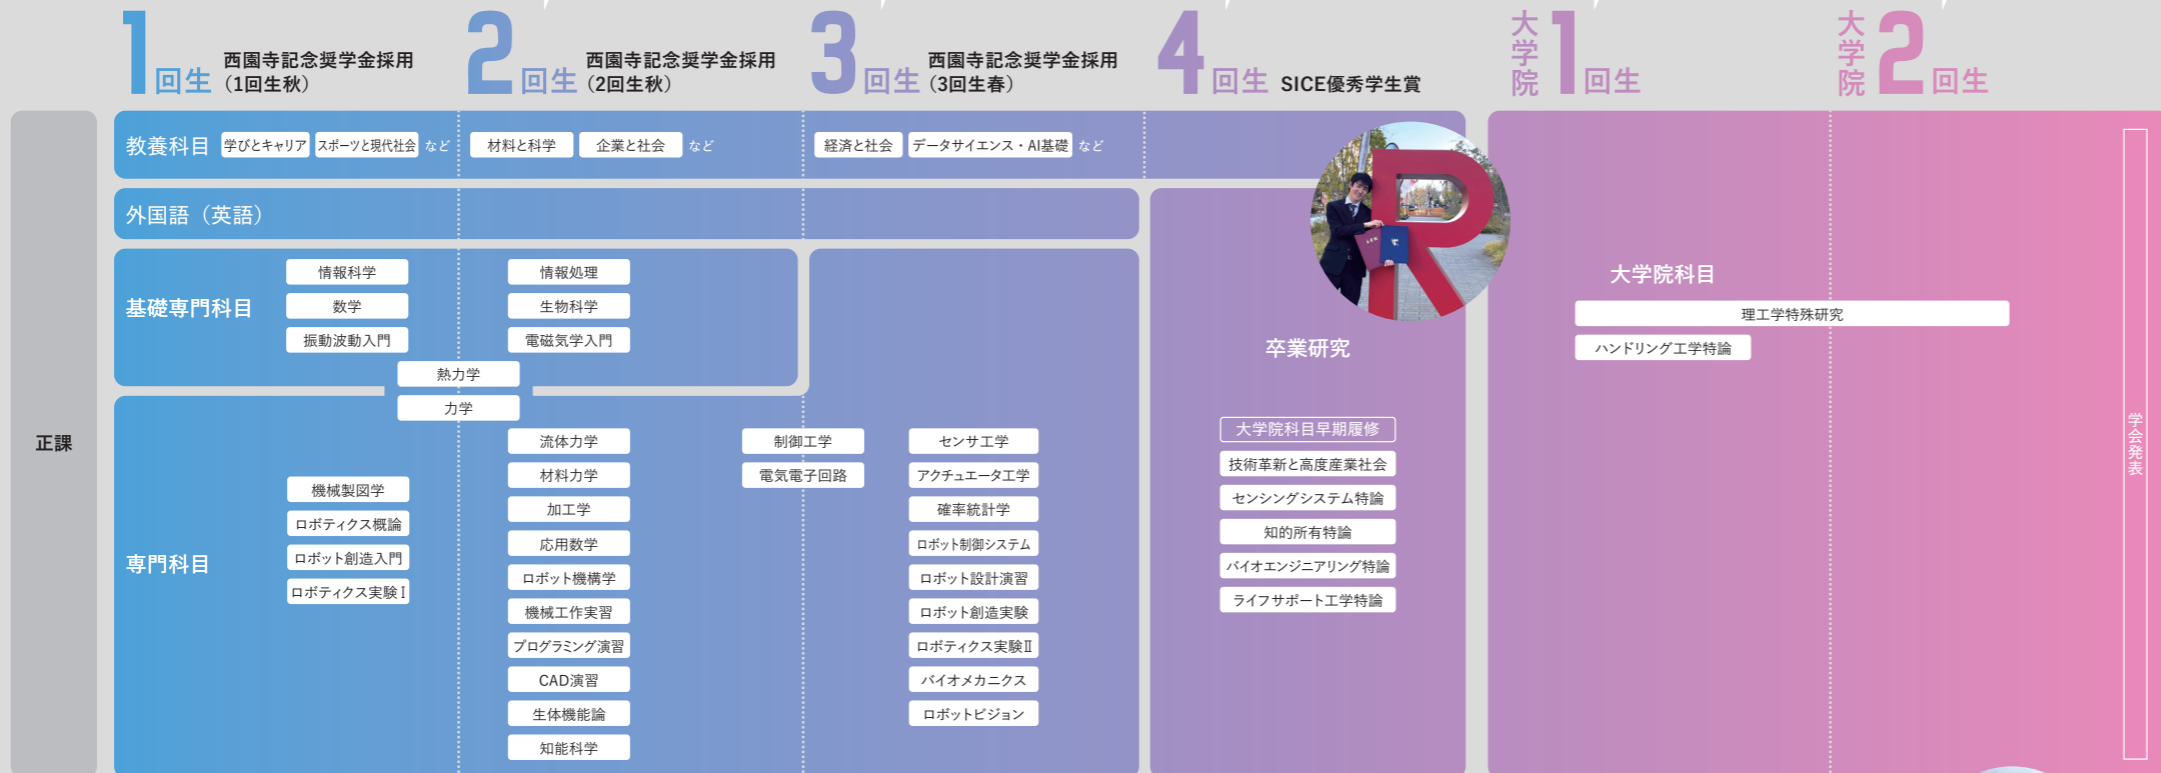 1回生
西園寺記念奨学金採用
（1回生秋）
2回生
西園寺記念奨学金採用
（2回生秋）
3回生
西園寺記念奨学金採用
（3回生春）
4回生 SICE優秀学生賞
大学院1回生
大学院2回生
正課
教養科目 学びとキャリア スポーツと現代社会 など 材料と科学 企業と社会 など 経済と社会 データサイエンス・AI基礎 など
外国語（英語）
基礎専門科目
情報科学
数学
振動波動入門
情報処理
生物科学
電磁気学入門
熱力学
力学
専門科目
機械製図学
ロボティクス概論
ロボット創造入門
ロボティクス実験Ⅰ
流体力学
材料力学
加工学
応用数学
ロボット機構学
機械工作実習
プログラミング演習
CAD演習
生体機能論
知能科学
制御工学
電気電子回路
センサ工学
アクチュエータ工学
確率統計学
ロボット制御システム
ロボット設計演習
ロボット創造実験
ロボティクス実験Ⅱ
バイオメカニクス
ロボットビジョン
R
卒業研究
大学院科目早期履修
技術革新と高度産業社会
センシングシステム特論
知的所有特論
バイオエンジニアリング特論
ライフサポート工学特論
大学院科目
理工学特殊研究
ハンドリング工学特論
学会発表